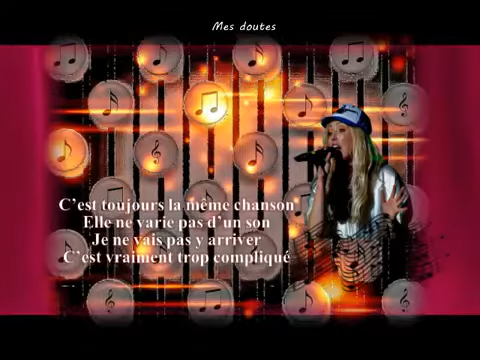 Mes doutes
C'est toujours la même chanson
Elle ne varie pas d'un son
Je ne vais pas y arriver
C'est vraiment trop compliqué